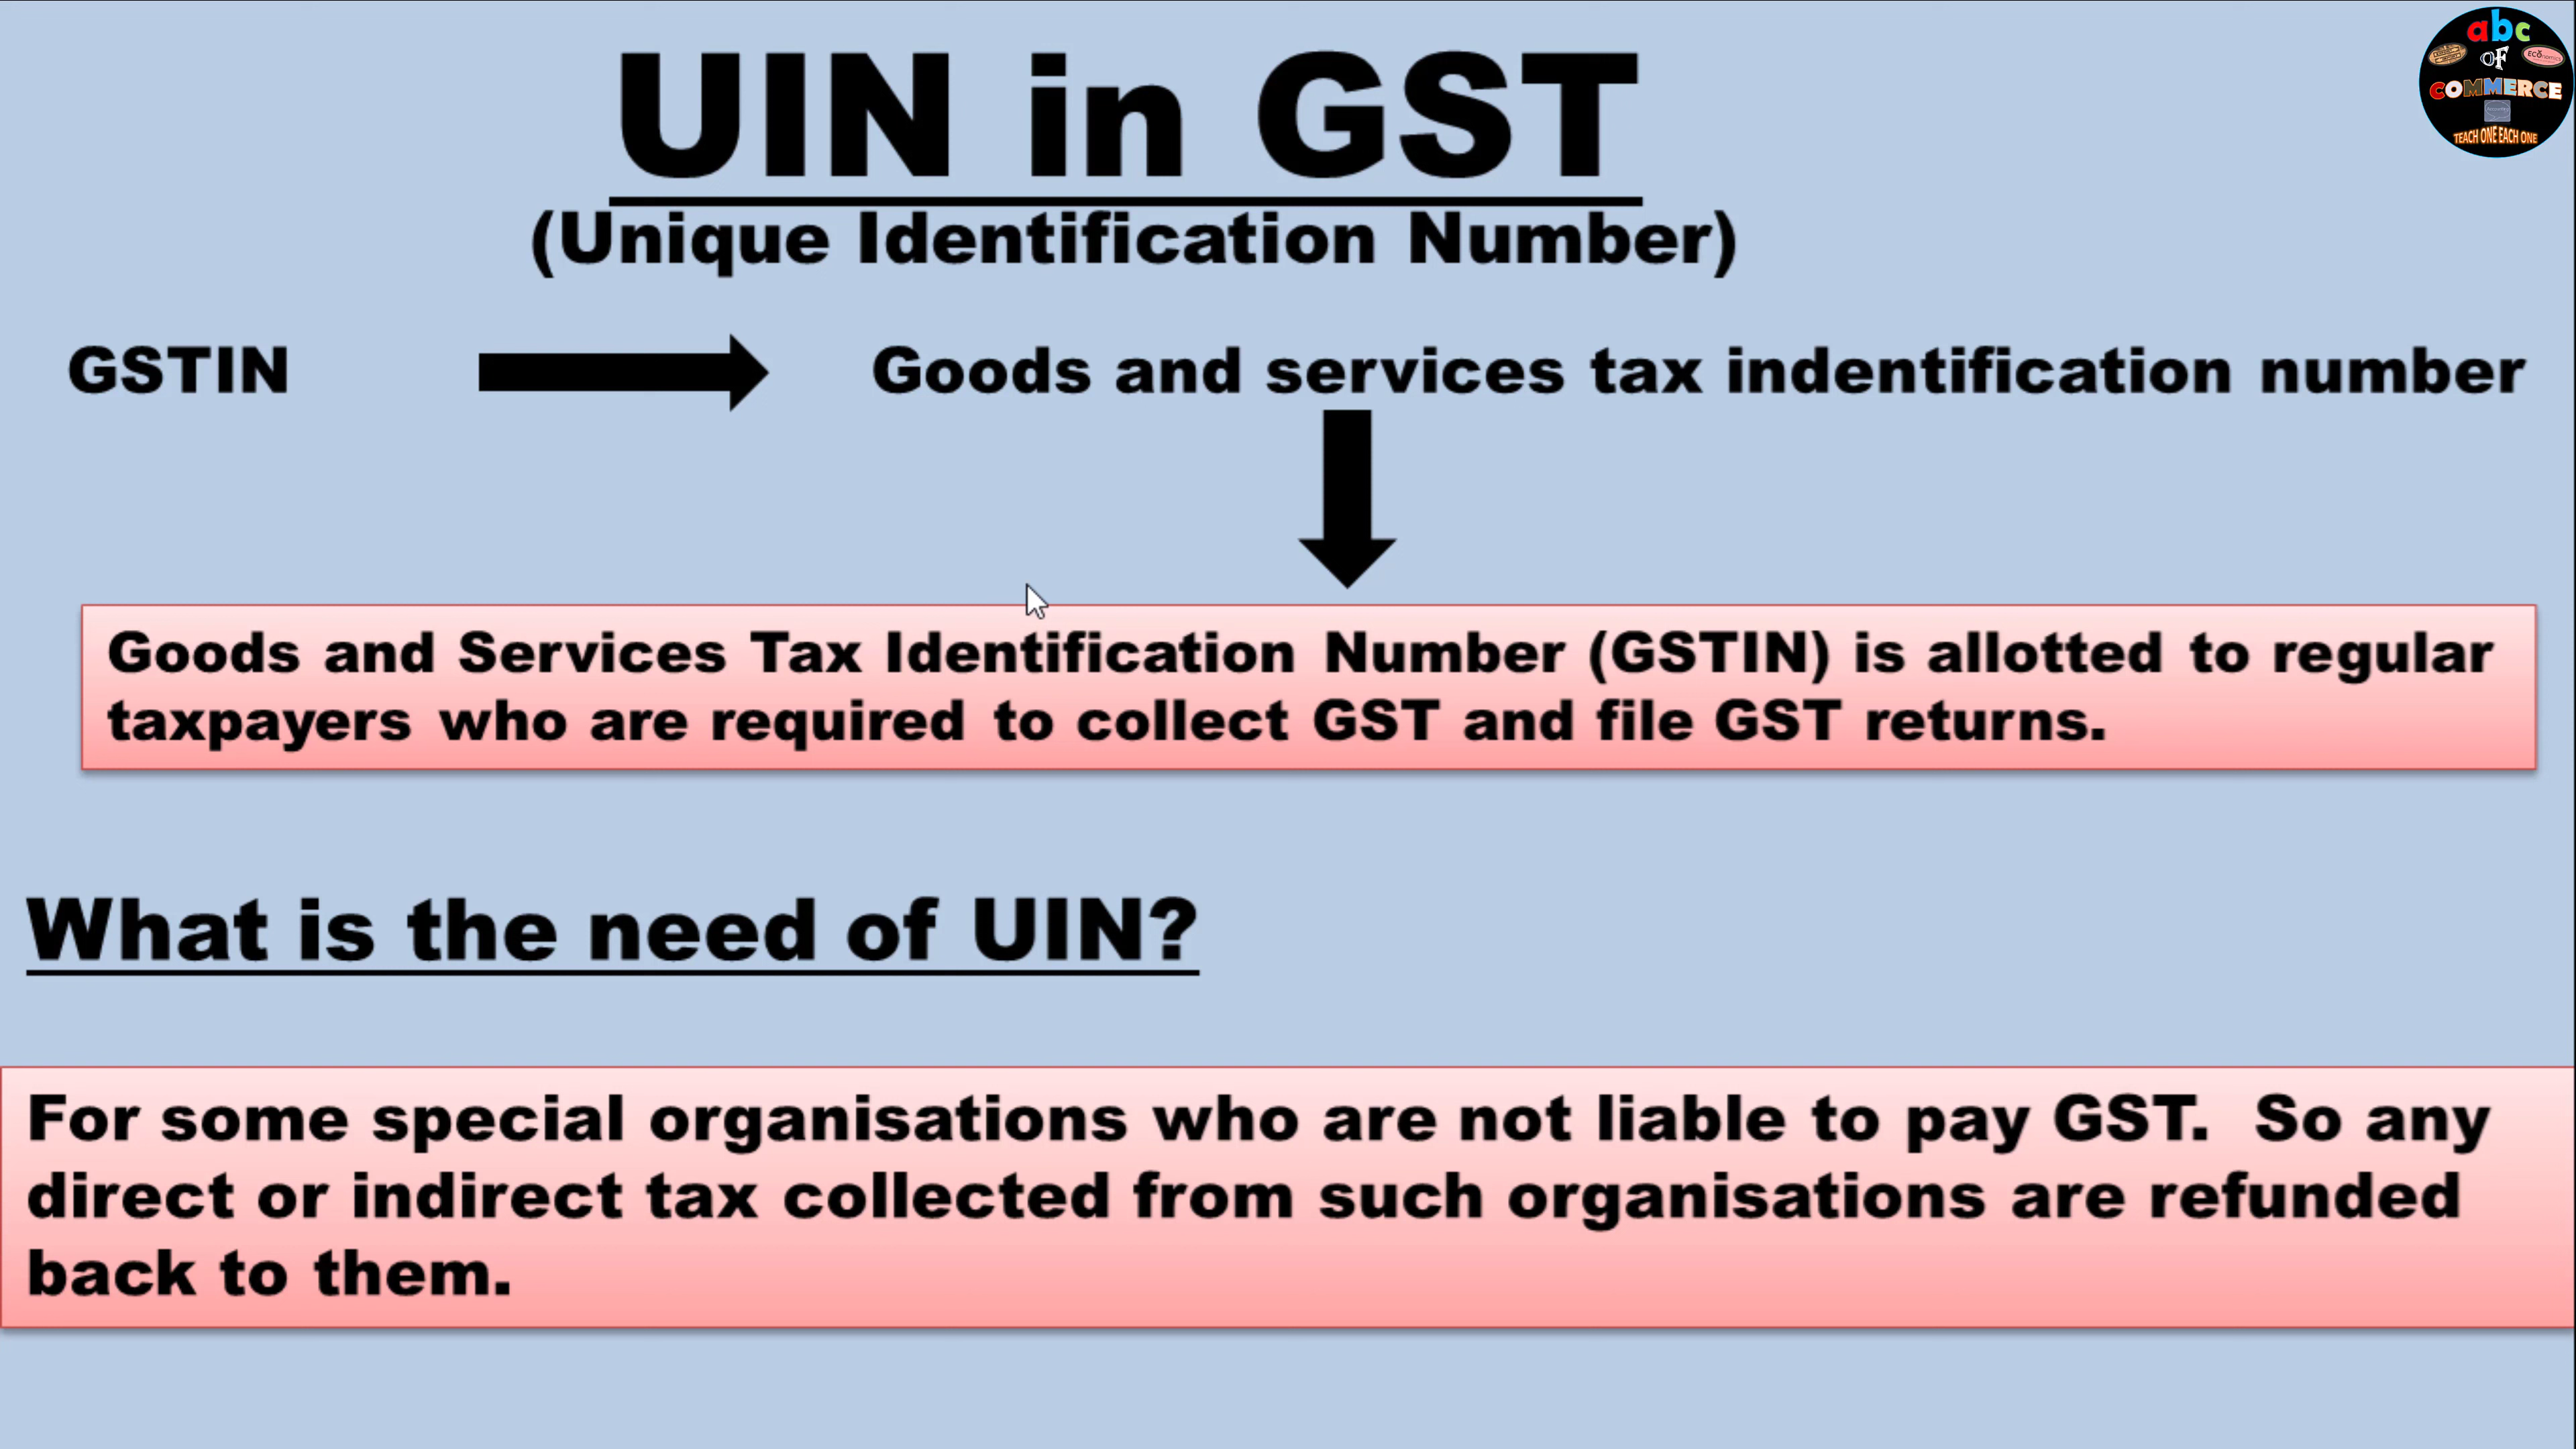 abc
OF
COMMERCE
TEACH ONE EACH ONE
UIN in GST
(Unique Identification Number)
GSTIN
Goods and services tax indentification number
Goods and Services Tax Identification Number (GSTIN) is allotted to regular
taxpayers who are required to collect GST and file GST returns.
What is the need of UIN?
For some special organisations who are not liable to pay GST. So any
direct or indirect tax collected from such organisations are refunded
back to them.